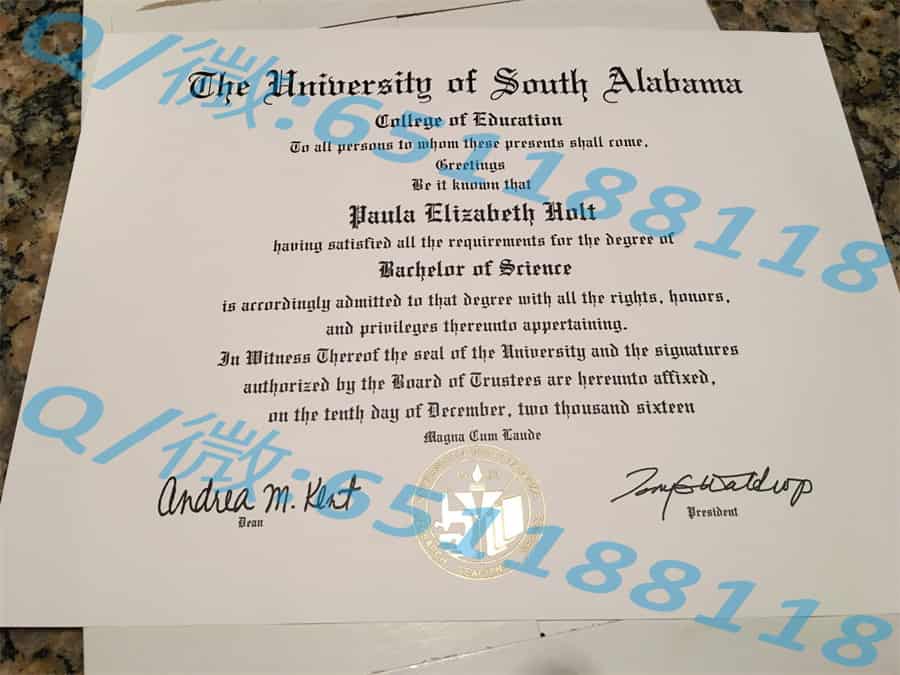 The University of South Alabama
College of Education
To all persons to whom these presents shall come,
Greetings
Be it known that
Paula Elizabeth Holt
having satisfied all the requirements for the degree of
Bachelor of Science
is accordingly admitted to that degree with all the rights, honors,
and privileges thereunto appertaining.
In Witness Thereof the seal of the University and the signatures
authorized by the Board of Trustees are hereunto affixed,
on the tenth day of December, two thousand sixteen
Magna Cum Laude
Andrea M. Kent
Dean
President
Q/微:651188118
Q/微:651188118